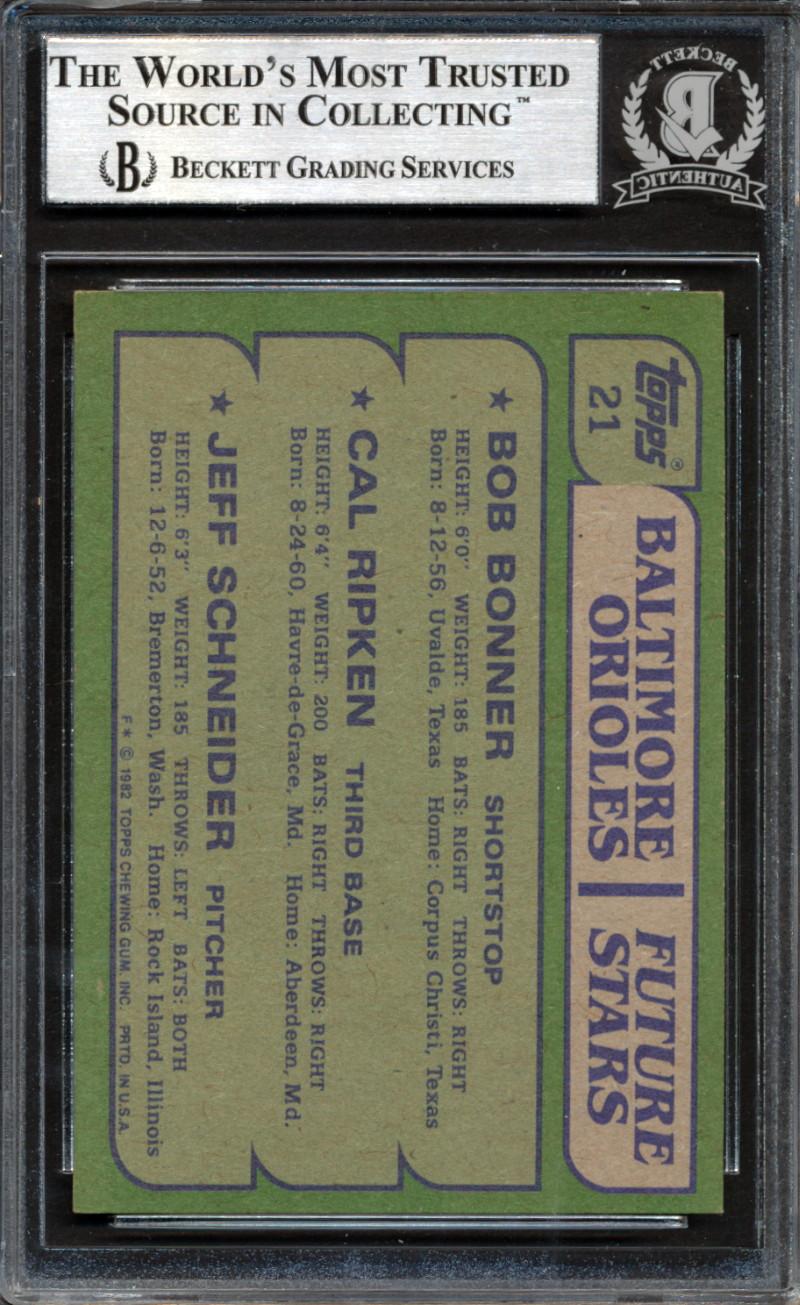 THE WORLD'S MOST TRUSTED
SOURCE IN COLLECTING™
B BECKETT GRADING SERVICES
BECKETT
B
AUTHENTIC
topps®
21
BALTIMORE
ORIOLES
FUTURE
STARS
★ BOB BONNER SHORTSTOP
HEIGHT: 6'0" WEIGHT: 185 BATS: RIGHT THROWS: RIGHT
Born: 8-12-56, Uvalde, Texas Home: Corpus Christi, Texas
★ CAL RIPKEN THIRD BASE
HEIGHT: 6'4" WEIGHT: 200 BATS: RIGHT THROWS: RIGHT
Born: 8-24-60, Havre-de-Grace, Md. Home: Aberdeen, Md.
★ JEFF SCHNEIDER PITCHER
HEIGHT: 6'3" WEIGHT: 185 THROWS: LEFT BATS: BOTH
Born: 12-6-52, Bremerton, Wash. Home: Rock Island, Illinois
F* © 1982 TOPPS CHEWING GUM, INC. PRTD. IN U.S.A.